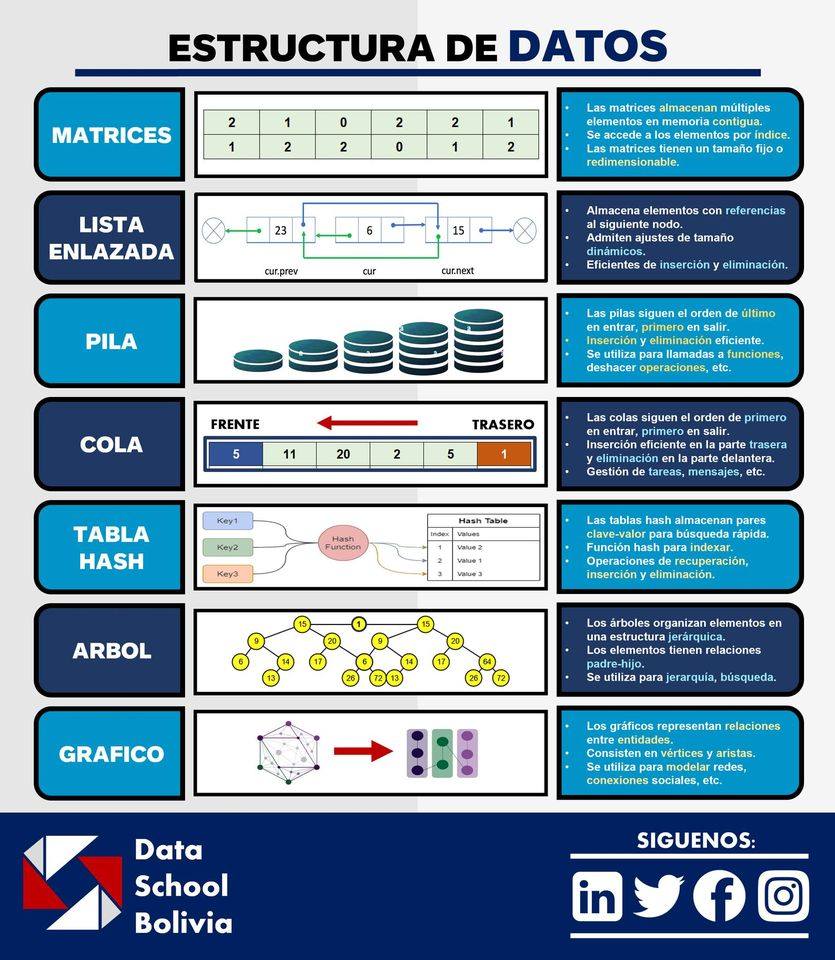 ESTRUCTURA DE DATOS
MATRICES
2 1 0 2 2 1
1 2 2 0 1 2
• Las matrices almacenan múltiples
elementos en memoria contigua.
• Se accede a los elementos por índice.
• Las matrices tienen un tamaño fijo o
redimensionable.
LISTA
ENLAZADA
23 6 15
cur.prev cur cur.next
• Almacena elementos con referencias
al siguiente nodo.
• Admiten ajustes de tamaño
dinámicos.
• Eficientes de inserción y eliminación.
PILA
a a a a a
• Las pilas siguen el orden de último
en entrar, primero en salir.
• Inserción y eliminación eficiente.
• Se utiliza para llamadas a funciones,
deshacer operaciones, etc.
COLA
FRENTE TRASERO
5 11 20 2 5 1
• Las colas siguen el orden de primero
en entrar, primero en salir.
• Inserción eficiente en la parte trasera
y eliminación en la parte delantera.
• Gestión de tareas, mensajes, etc.
TABLA
HASH
Key1
Key2
Key3
Hash
Function
Hash Table
Index Values
1 Value 2
2 Value 1
3 Value 3
• Las tablas hash almacenan pares
clave-valor para búsqueda rápida.
• Función hash para indexar.
• Operaciones de recuperación,
inserción y eliminación.
ARBOL
15 1 15
9 20 9 20
6 14 17 6 14 17 64
13 26 72 13 26 72
• Los árboles organizan elementos en
una estructura jerárquica.
• Los elementos tienen relaciones
padre-hijo.
• Se utiliza para jerarquía, búsqueda.
GRAFICO
• Los gráficos representan relaciones
entre entidades.
• Consisten en vértices y aristas.
• Se utiliza para modelar redes,
conexiones sociales, etc.
Data
School
Bolivia
SIGUENOS:
in